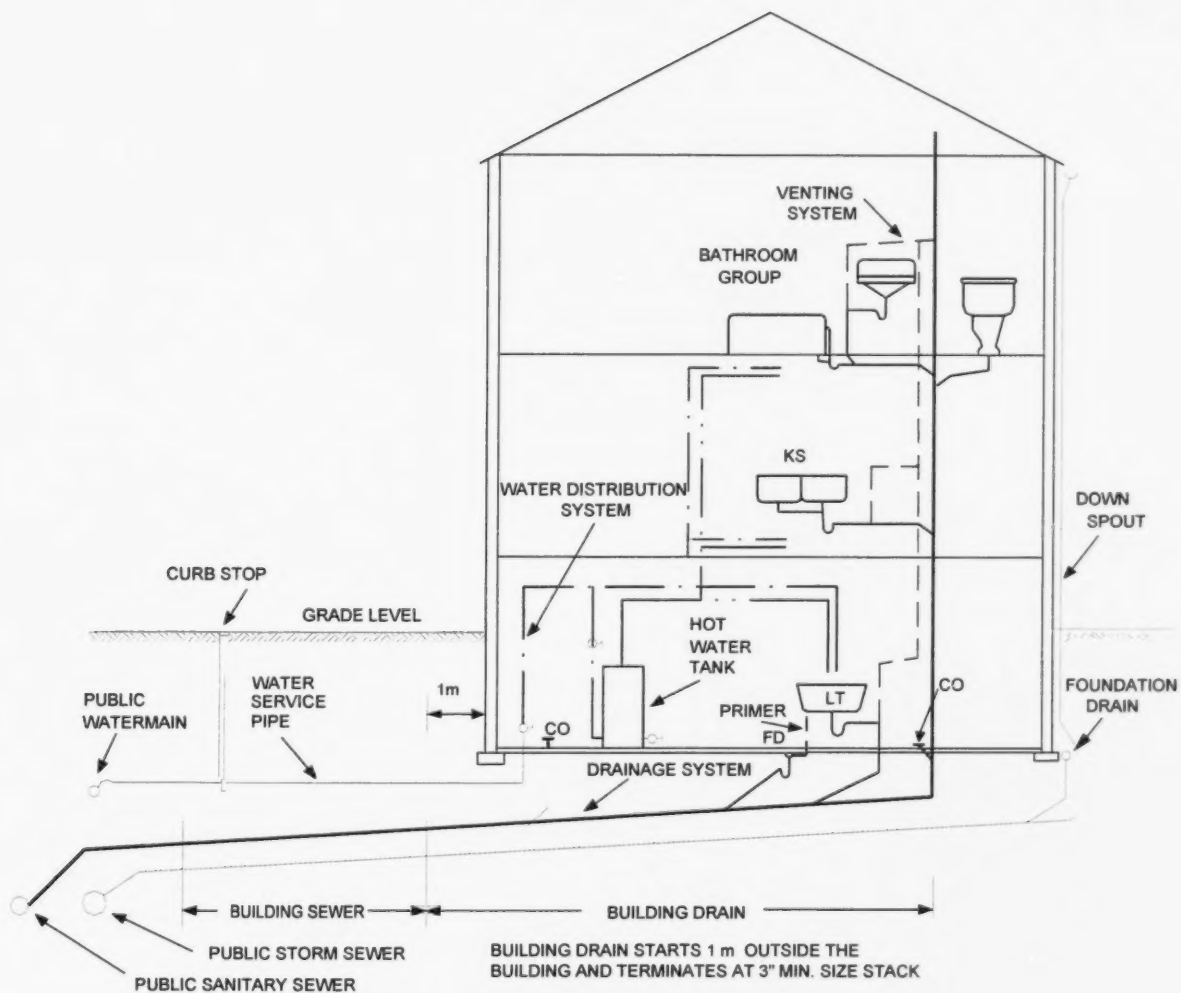 VENTING
SYSTEM
BATHROOM
GROUP
KS
WATER DISTRIBUTION
SYSTEM
DOWN
SPOUT
CURB STOP
GRADE LEVEL
HOT
WATER
TANK
PUBLIC
WATERMAIN
WATER
SERVICE
PIPE
1m
CO
PRIMER
FD
LT
CO
FOUNDATION
DRAIN
DRAINAGE SYSTEM
BUILDING SEWER
BUILDING DRAIN
PUBLIC STORM SEWER
PUBLIC SANITARY SEWER
BUILDING DRAIN STARTS 1 m OUTSIDE THE
BUILDING AND TERMINATES AT 3" MIN. SIZE STACK